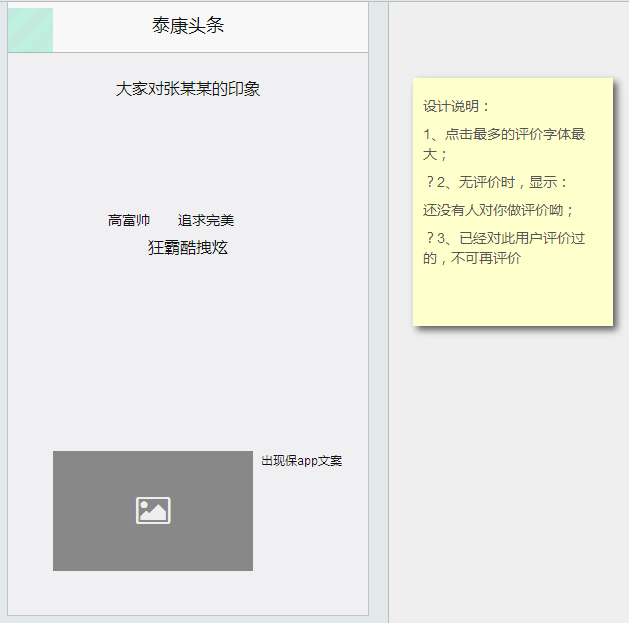 泰康头条
大家对张某某的印象
高富帅 追求完美
狂霸酷拽炫
出现保app文案
设计说明：
1、点击最多的评价字体最
大；
？2、无评价时，显示：
还没有人对你做评价呦；
？3、已经对此用户评价过
的，不可再评价